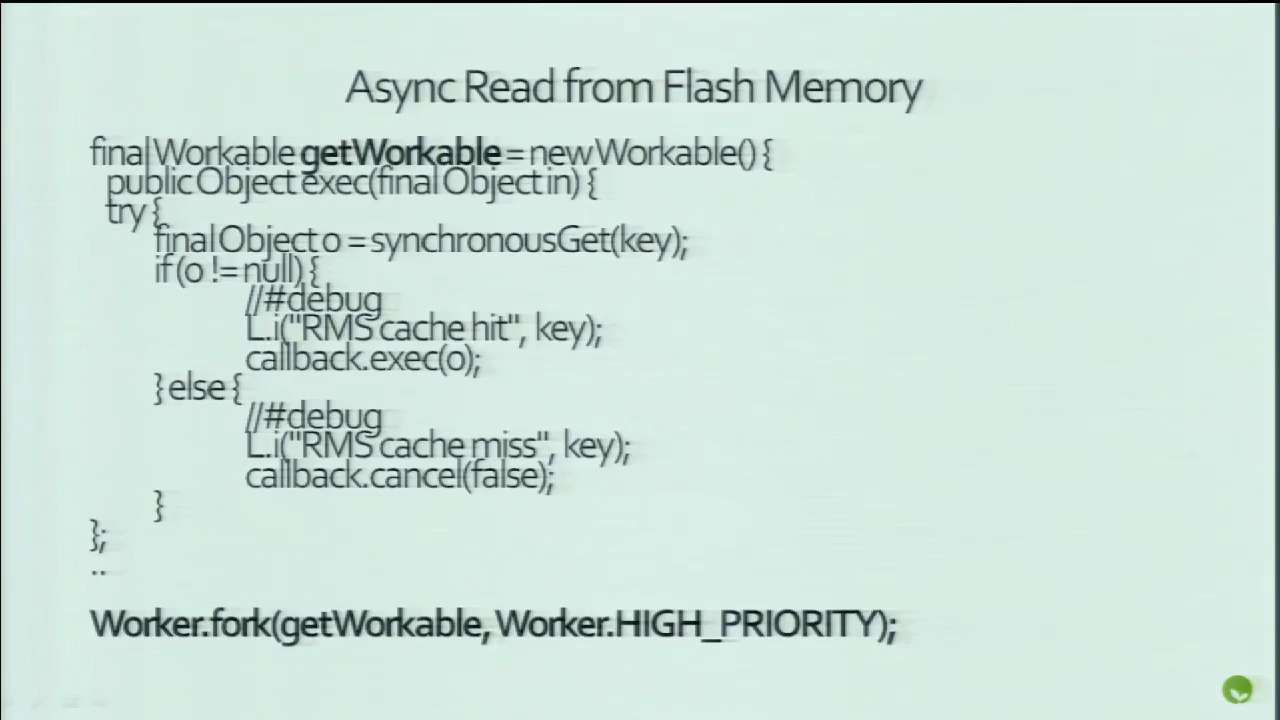 Async Read from Flash Memory
final Workable getWorkable = new Workable() {
public Object exec(final Object in) {
try {
final Object o = synchronousGet(key);
if (o != null) {
//#debug
L.i("RMS cache hit", key);
callback.exec(o);
} else {
//#debug
L.i("RMS cache miss", key);
callback.cancel(false);
}
};
..
Worker.fork(getWorkable, Worker.HIGH_PRIORITY);